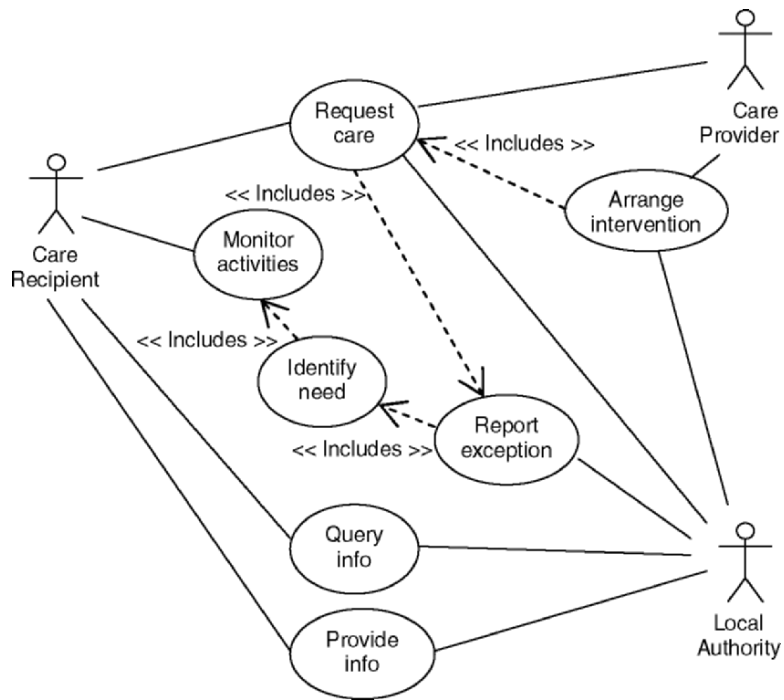 Request
care
Care
Provider
<< Includes >>
Arrange
intervention
<< Includes >>
Monitor
activities
Care
Recipient
<< Includes >>
Identify
need
Report
exception
<< Includes >>
Query
info
Local
Authority
Provide
info